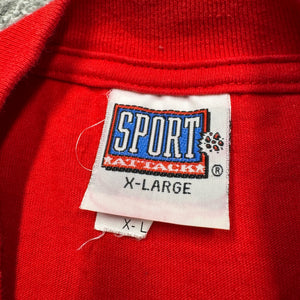 SPORT
ATTACK
®
X-LARGE
X-L